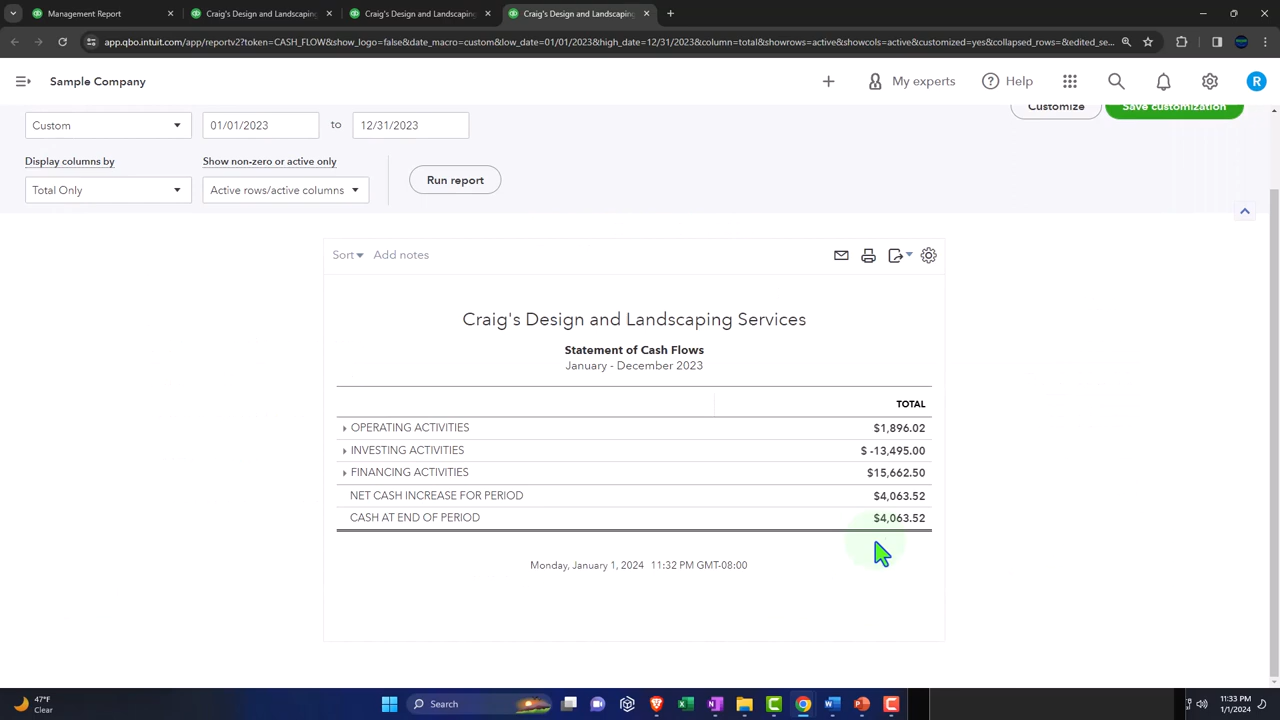 Management Report
Craig's Design and Landscaping
Craig's Design and Landscaping
Craig's Design and Landscaping
app.qbo.intuit.com/app/reportv2?token=CASH_FLOW&show_logo=false&date_macro=custom&low_date=01/01/2023&high_date=12/31/2023&column=total&showrows=active&showcols=active&customized=yes&collapsed_rows=&edited_se...
Sample Company
My experts
Help
R
Custom
01/01/2023
to
12/31/2023
Customize
Save customization
Display columns by
Show non-zero or active only
Total Only
Active rows/active columns
Run report
Sort
Add notes
Craig's Design and Landscaping Services
Statement of Cash Flows
January - December 2023
TOTAL
OPERATING ACTIVITIES $1,896.02
INVESTING ACTIVITIES $ -13,495.00
FINANCING ACTIVITIES $15,662.50
NET CASH INCREASE FOR PERIOD $4,063.52
CASH AT END OF PERIOD $4,063.52
Monday, January 1, 2024 11:32 PM GMT-08:00
47°F
Clear
Search
11:33 PM
1/1/2024